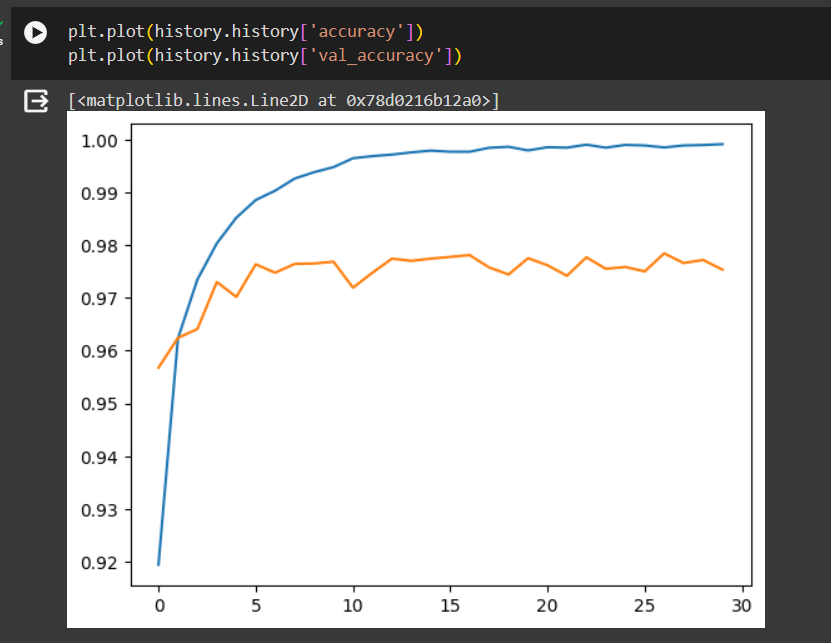 plt.plot(history.history['accuracy'])
plt.plot(history.history['val_accuracy'])
[<matplotlib.lines.Line2D at 0x78d0216b12a0>]
1.00
0.99
0.98
0.97
0.96
0.95
0.94
0.93
0.92
0 5 10 15 20 25 30